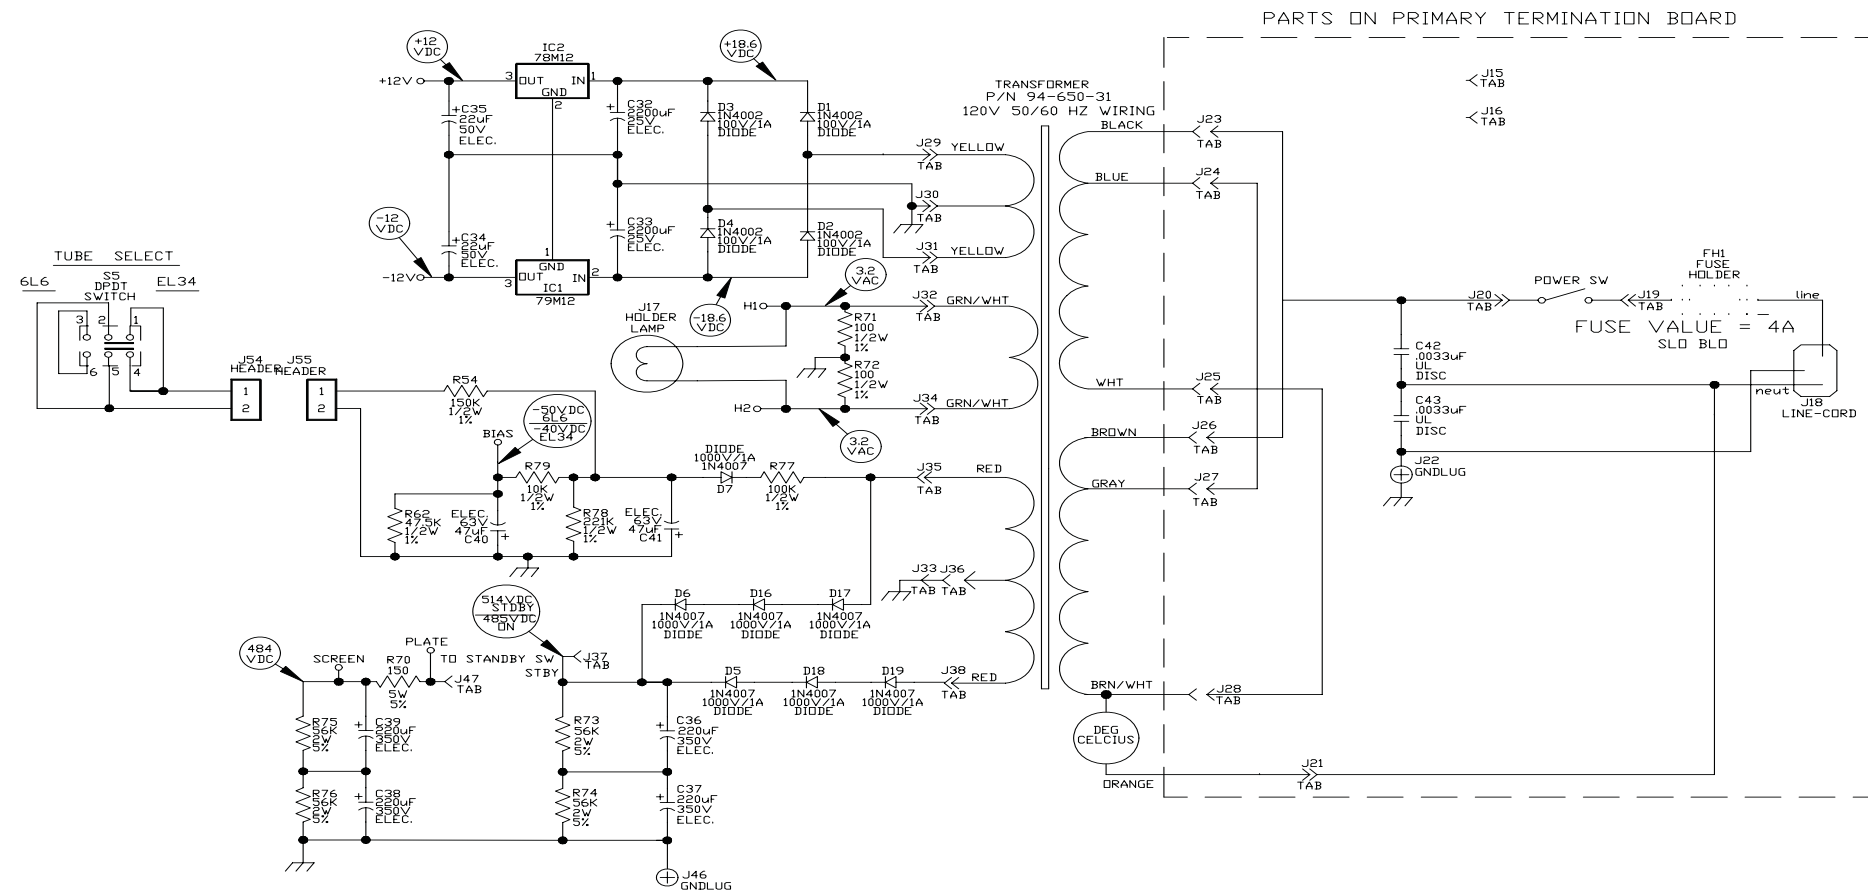 PARTS ON PRIMARY TERMINATION BOARD
+12
VDC
IC2
78M12
+18.6
VDC
+12V
3
OUT
IN
1
GND
2
+
C35
22uF
50V
ELEC.
+
C32
2200uF
25V
ELEC.
D3
1N4002
100V/1A
DIODE
D1
1N4002
100V/1A
DIODE
TRANSFORMER
P/N 94-650-31
120V 50/60 HZ WIRING
J15
TAB
J16
TAB
BLACK
J23
TAB
J29
TAB
YELLOW
BLUE
J24
TAB
J30
TAB
-12
VDC
+
C34
22uF
50V
ELEC.
+
C33
2200uF
25V
ELEC.
D4
1N4002
100V/1A
DIODE
D2
1N4002
100V/1A
DIODE
J31
TAB
YELLOW
1
GND
-12V
3
OUT
IN
2
IC1
79M12
TUBE SELECT
6L6
S5
DPDT
SWITCH
EL34
3
2
1
6
5
4
3.2
VAC
-18.6
VDC
J17
HOLDER
LAMP
H1
J32
TAB
GRN/WHT
R71
100
1/2W
1%
R72
100
1/2W
1%
H2
J34
TAB
GRN/WHT
3.2
VAC
FH1
FUSE
HOLDER
POWER SW
J20
TAB
J19
TAB
line
FUSE VALUE = 4A
SLO BLO
C42
.0033uF
UL
DISC
C43
.0033uF
UL
DISC
neut
J18
LINE-CORD
J22
GNDLUG
WHT
J25
TAB
J54
HEADER
J55
HEADER
1
2
1
2
R54
150K
1/2W
1%
-50VDC
6L6
-40VDC
EL34
BIAS
R79
10K
1/2W
1%
DIODE
1000V/1A
1N4007
D7
R77
100K
1/2W
1%
J35
TAB
RED
BROWN
J26
TAB
GRAY
J27
TAB
R62
47.5K
1/2W
1%
ELEC.
63V
47uF
C40
+
R78
221K
1/2W
1%
ELEC.
63V
47uF
C41
+
J33
TAB
J36
TAB
514VDC
STDBY
485VDC
ON
D6
1N4007
1000V/1A
DIODE
D16
1N4007
1000V/1A
DIODE
D17
1N4007
1000V/1A
DIODE
484
VDC
SCREEN
R70
150
5W
5%
PLATE
J47
TAB
TO STANDBY SW
STBY
J37
TAB
D5
1N4007
1000V/1A
DIODE
D18
1N4007
1000V/1A
DIODE
D19
1N4007
1000V/1A
DIODE
J38
TAB
RED
BRN/WHT
J28
TAB
R75
56K
2W
5%
+
C39
220uF
350V
ELEC.
R73
56K
2W
5%
+
C36
220uF
350V
ELEC.
DEG
CELCIUS
R76
56K
2W
5%
+
C38
220uF
350V
ELEC.
R74
56K
2W
5%
+
C37
220uF
350V
ELEC.
ORANGE
J21
TAB
J46
GNDLUG